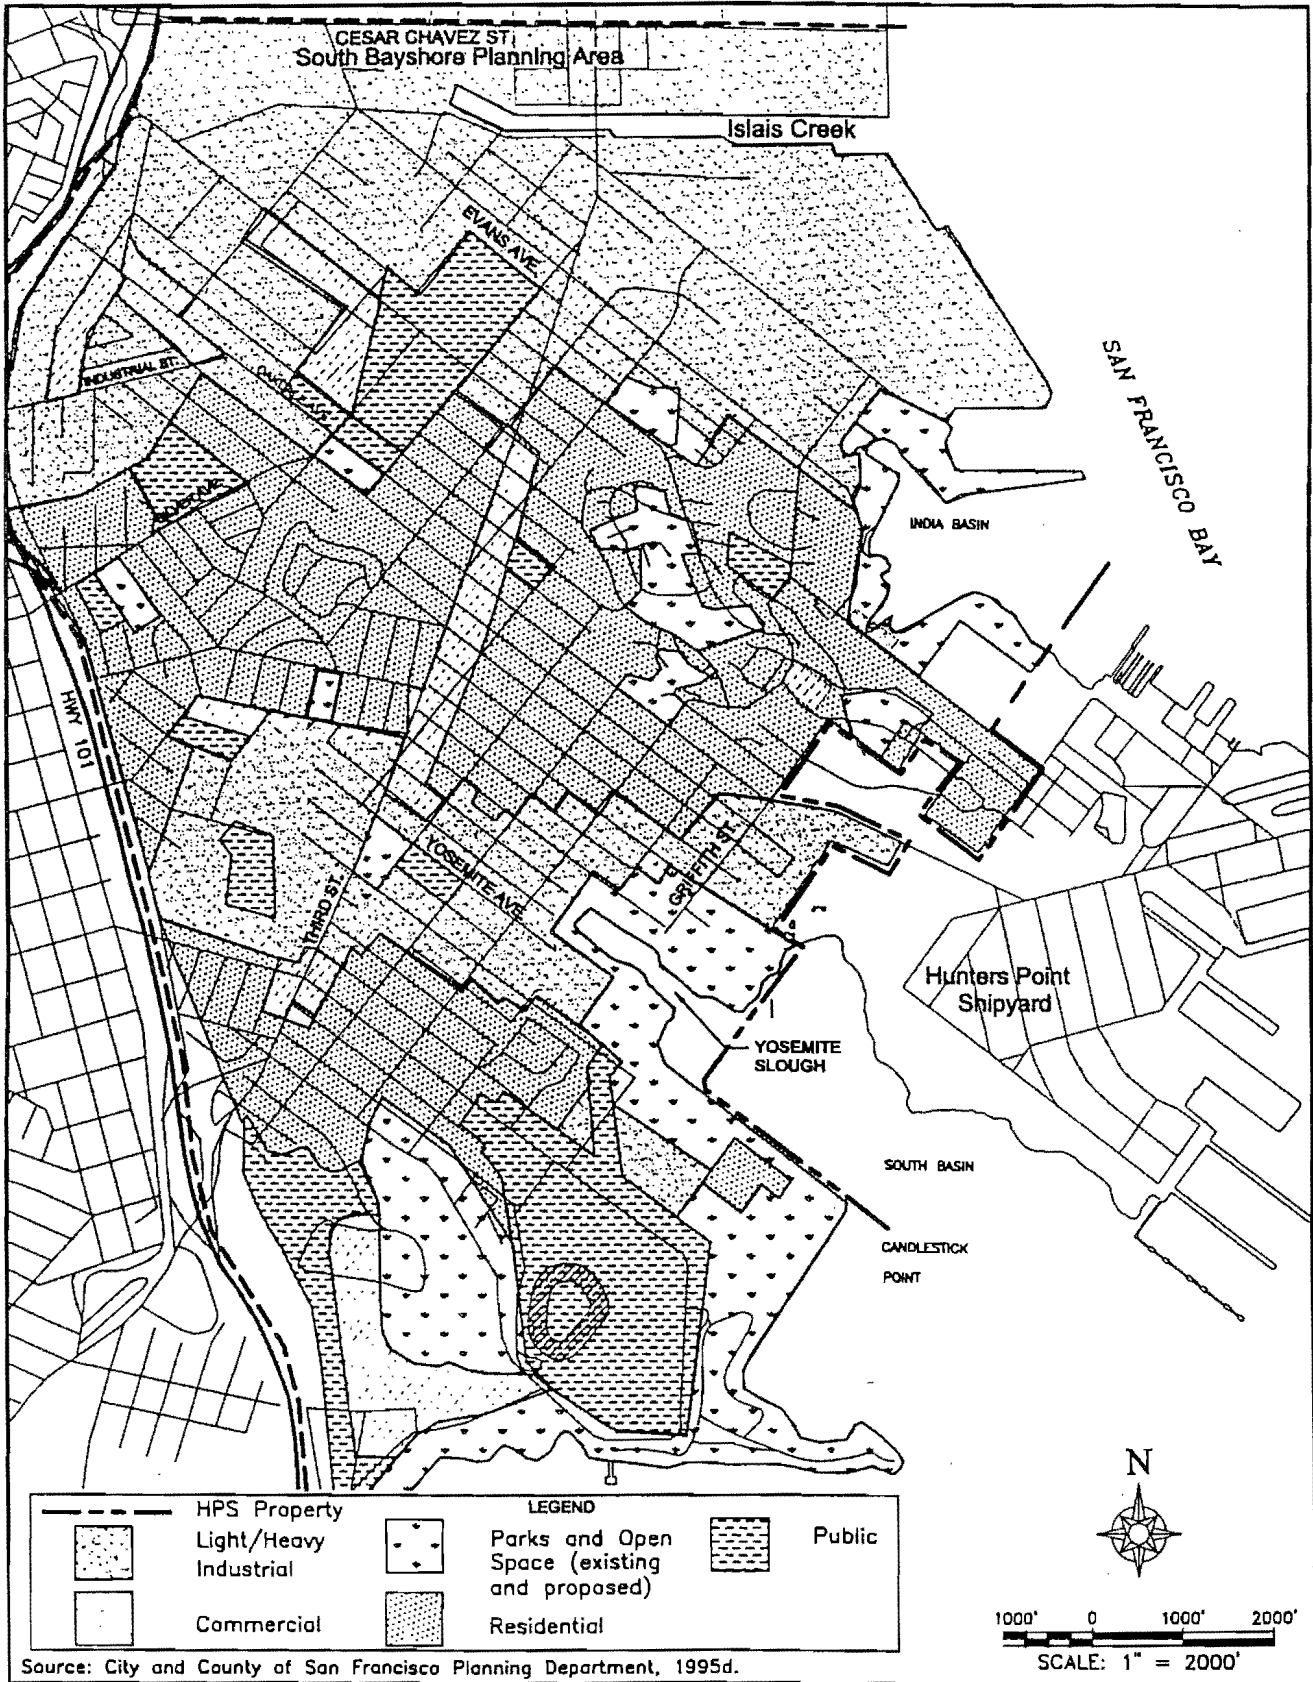 CESAR CHAVEZ ST.
South Bayshore Planning Area
Islais Creek
EVANS AVE.
INDUSTRIAL ST.
SAN FRANCISCO BAY
INDIA BASIN
HWY 101
YOSEMITE AVE.
GRIFFITH ST.
THIRD ST.
Hunters Point
Shipyard
YOSEMITE
SLOUGH
SOUTH BASIN
CANDLESTICK
POINT
N
LEGEND
HPS Property
Light/Heavy
Industrial
Parks and Open
Space (existing
and proposed)
Public
Commercial
Residential
1000' 0 1000' 2000'
SCALE: 1" = 2000'
Source: City and County of San Francisco Planning Department, 1995d.